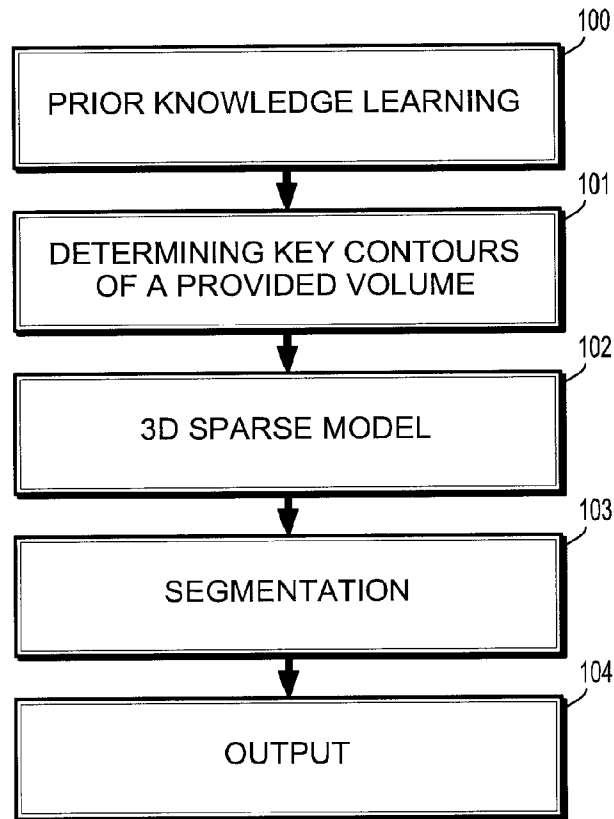 100
PRIOR KNOWLEDGE LEARNING
101
DETERMINING KEY CONTOURS
OF A PROVIDED VOLUME
102
3D SPARSE MODEL
103
SEGMENTATION
104
OUTPUT